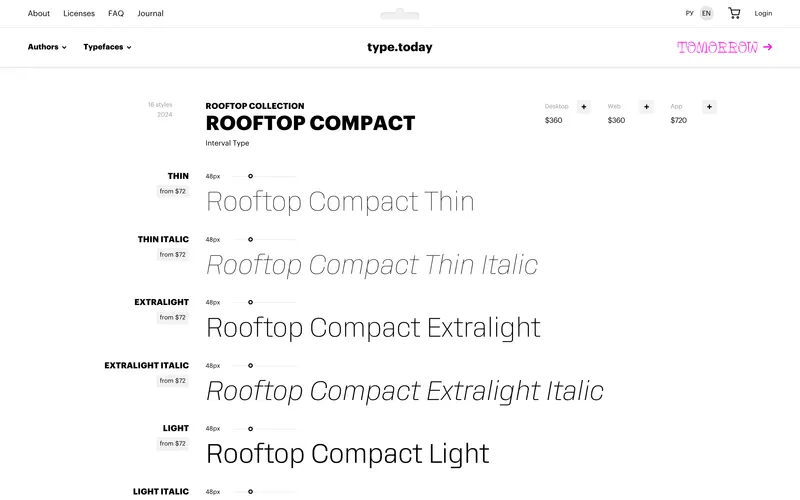 About Licenses FAQ Journal РУ EN Login
Authors Typefaces type.today TOMORROW →
16 styles
2024
ROOFTOP COLLECTION
ROOFTOP COMPACT
Interval Type
Desktop + Web + App +
$360 $360 $720
THIN 48px
from $72
Rooftop Compact Thin
THIN ITALIC 48px
from $72
Rooftop Compact Thin Italic
EXTRALIGHT 48px
from $72
Rooftop Compact Extralight
EXTRALIGHT ITALIC 48px
from $72
Rooftop Compact Extralight Italic
LIGHT 48px
from $72
Rooftop Compact Light
LIGHT ITALIC 48px